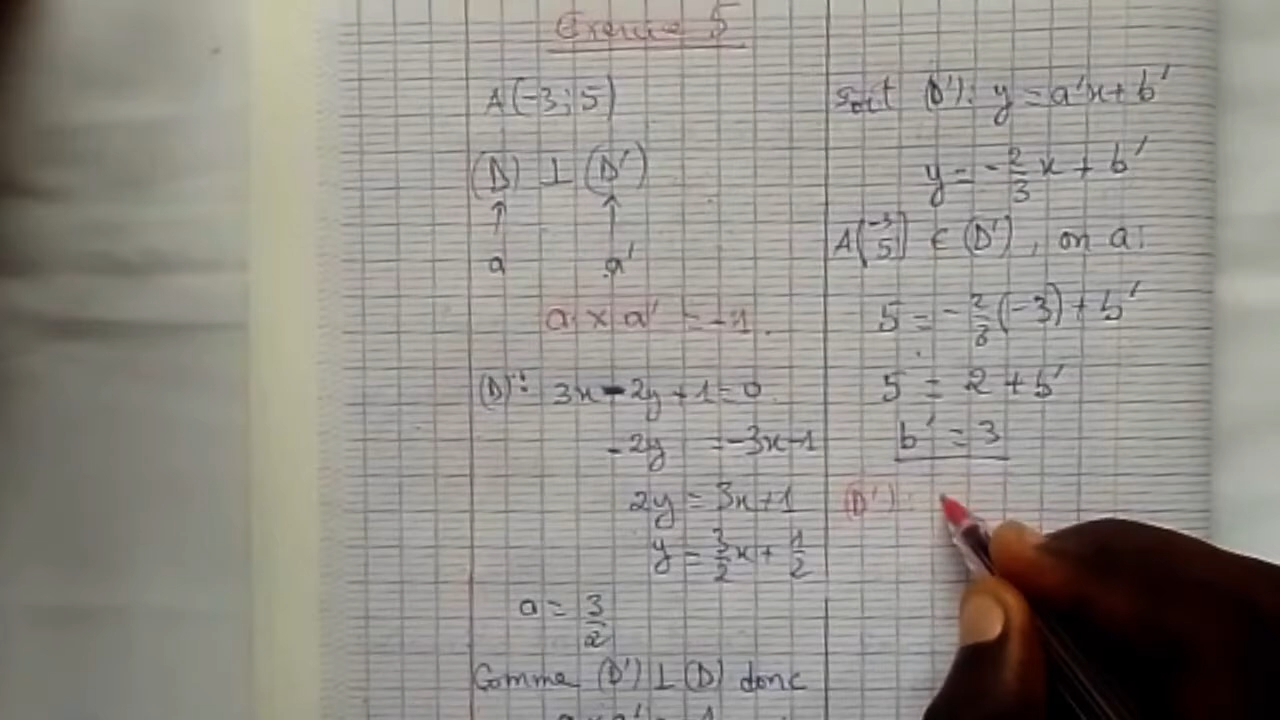 Exercice 5
A(-3; 5)
(D) ⊥ (D')
↑ ↑
a a'
a × a' = -1.
(D): 3x - 2y + 1 = 0
-2y = -3x - 1
2y = 3x + 1
y = 3/2 x + 1/2
a = 3/2
Comme (D') ⊥ (D) donc
a × a' = -1
Soit (D'): y = a'x + b'
y = -2/3 x + b'
A(-3 5) ∈ (D'), on a:
5 = -2/3 (-3) + b'
5 = 2 + b'
b' = 3
(D'):